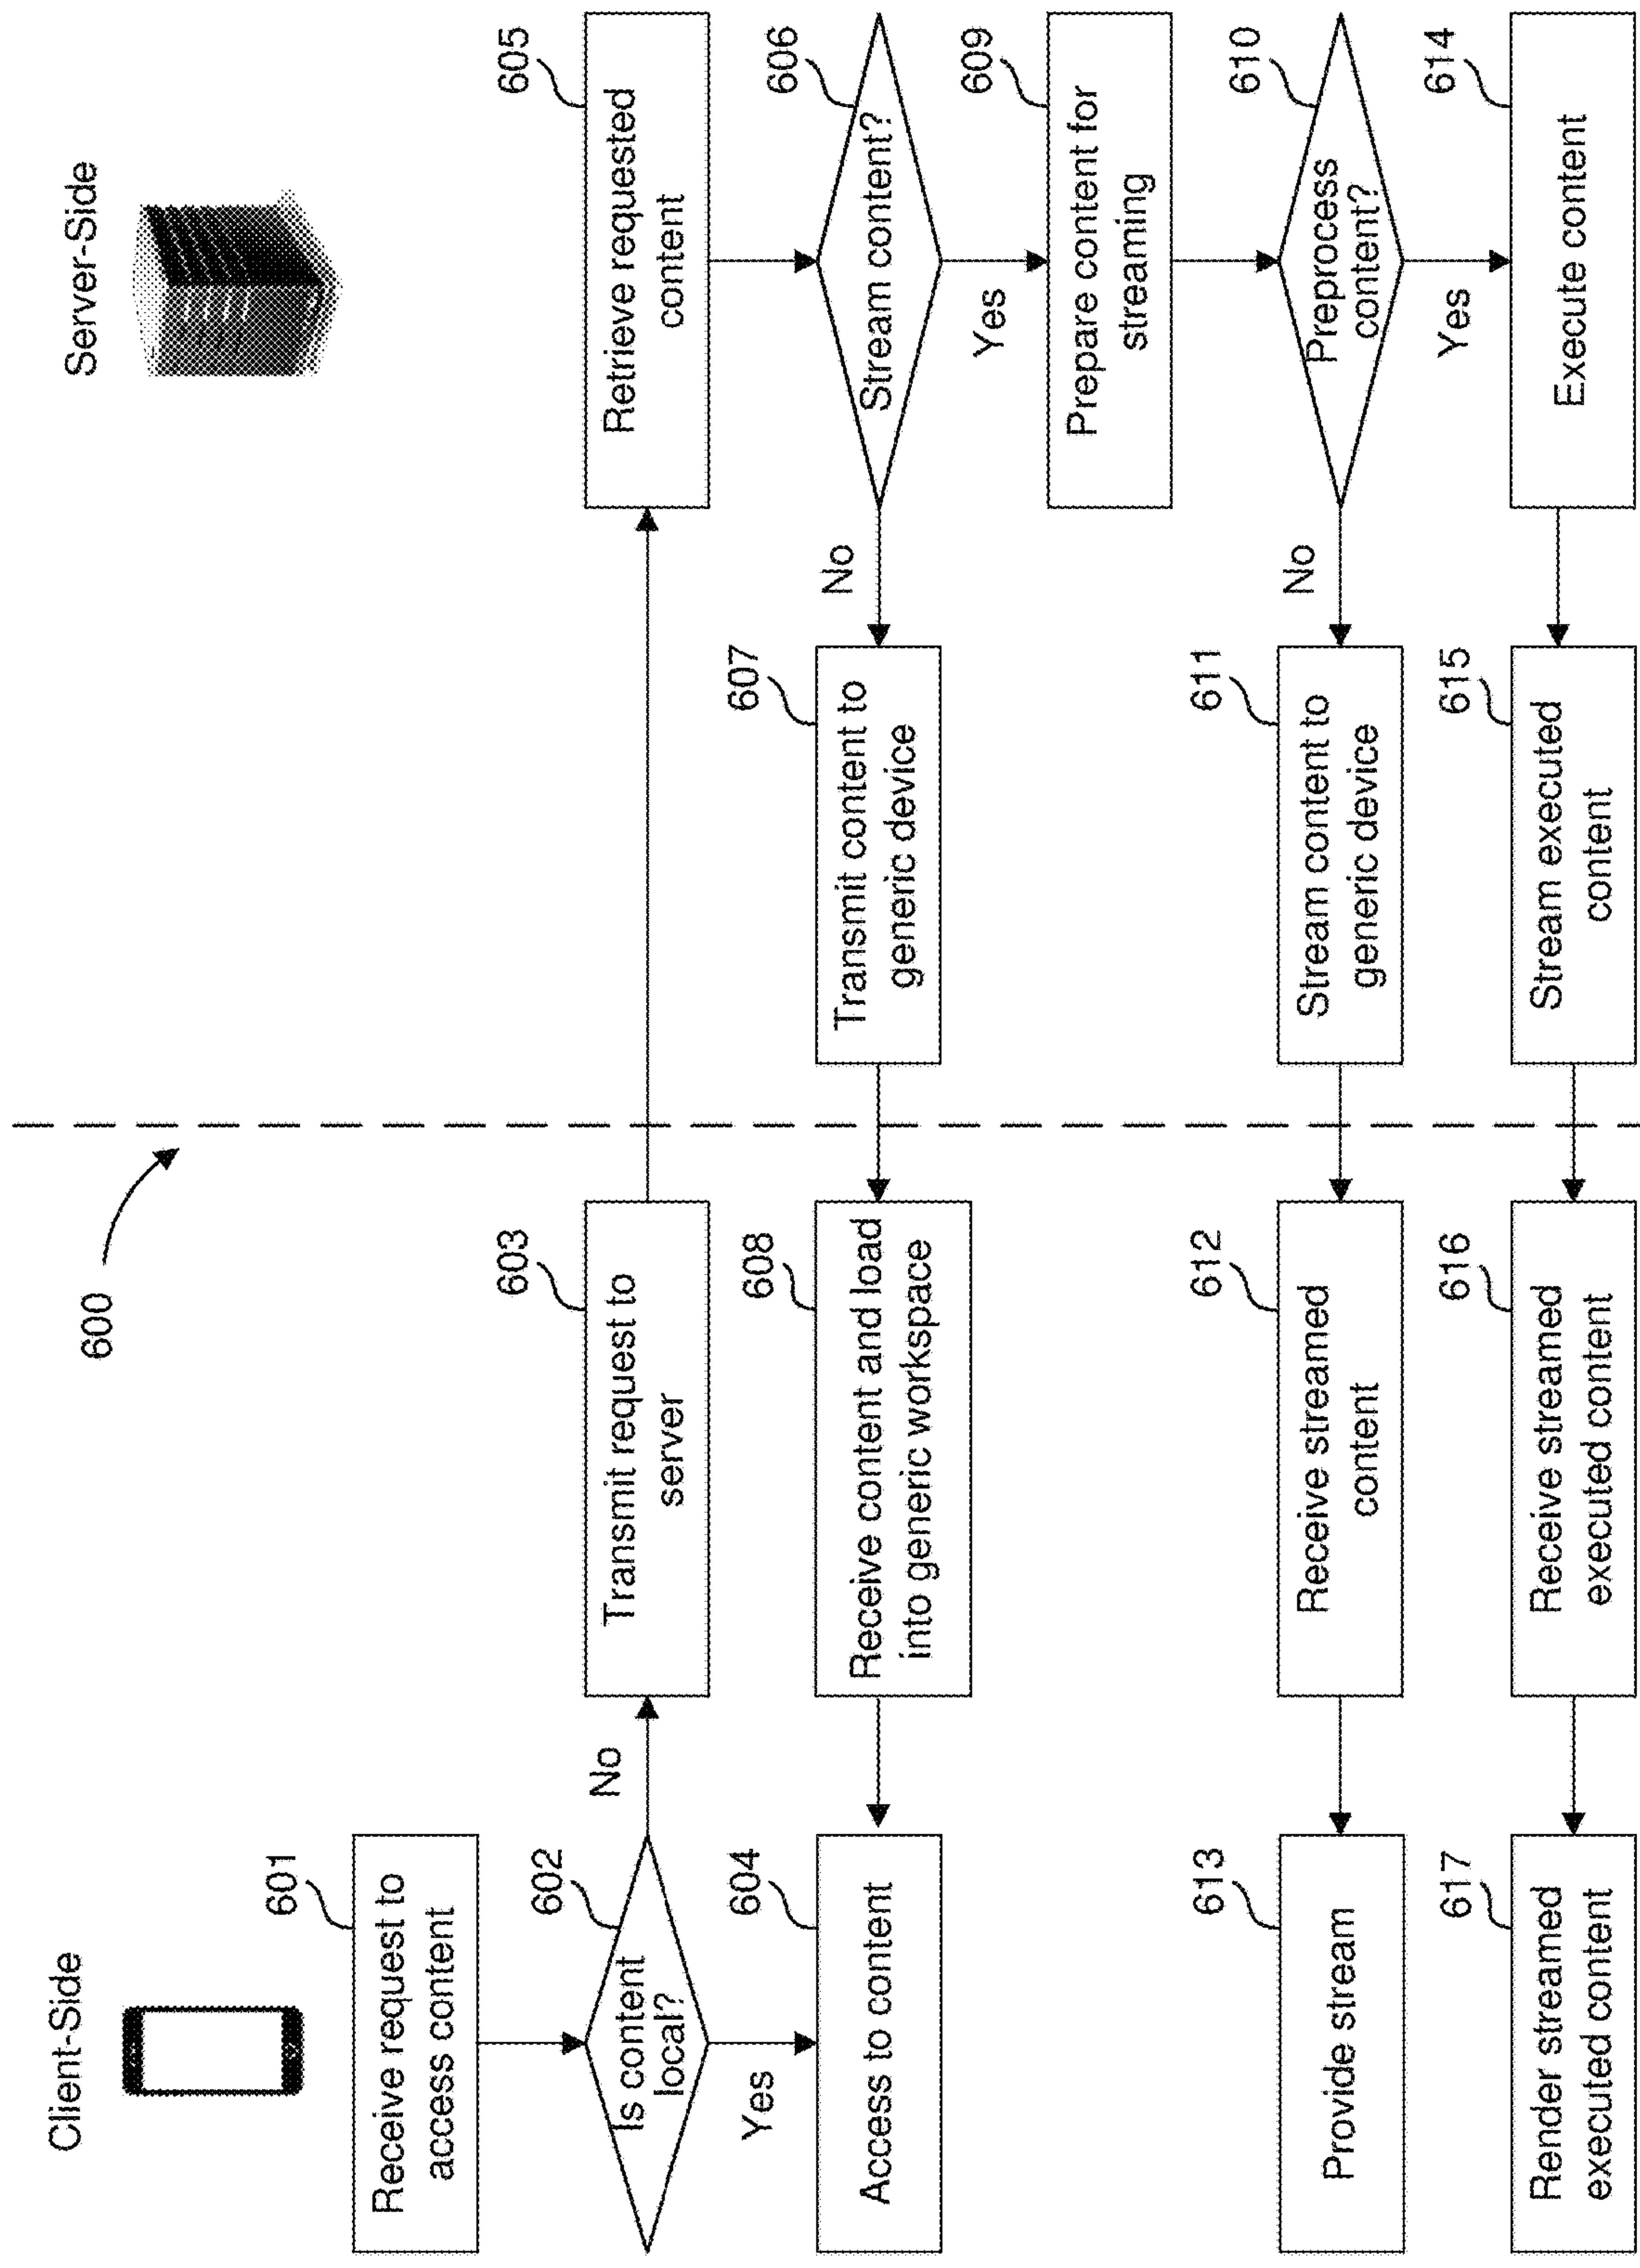 Client-Side
600
Server-Side
601
Receive request to
access content
602
Is content
local?
No
Yes
603
Transmit request to
server
605
Retrieve requested
content
604
Access to content
608
Receive content and load
into generic workspace
607
Transmit content to
generic device
No
606
Stream content?
Yes
609
Prepare content for
streaming
613
Provide stream
612
Receive streamed
content
611
Stream content to
generic device
No
610
Preprocess
content?
Yes
617
Render streamed
executed content
616
Receive streamed
executed content
615
Stream executed
content
614
Execute content